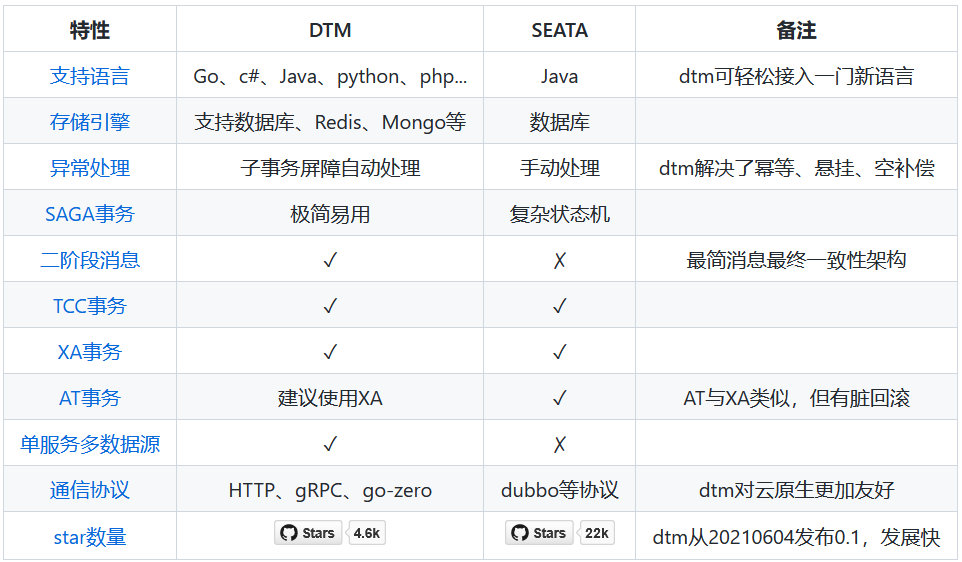 特性 DTM SEATA 备注
支持语言 Go、c#、Java、python、php... Java dtm可轻松接入一门新语言
存储引擎 支持数据库、Redis、Mongo等 数据库
异常处理 子事务屏障自动处理 手动处理 dtm解决了幂等、悬挂、空补偿
SAGA事务 极简易用 复杂状态机
二阶段消息 ✓ ✗ 最简消息最终一致性架构
TCC事务 ✓ ✓
XA事务 ✓ ✓
AT事务 建议使用XA ✓ AT与XA类似，但有脏回滚
单服务多数据源 ✓ ✗
通信协议 HTTP、gRPC、go-zero dubbo等协议 dtm对云原生更加友好
star数量 Stars 4.6k Stars 22k dtm从20210604发布0.1，发展快